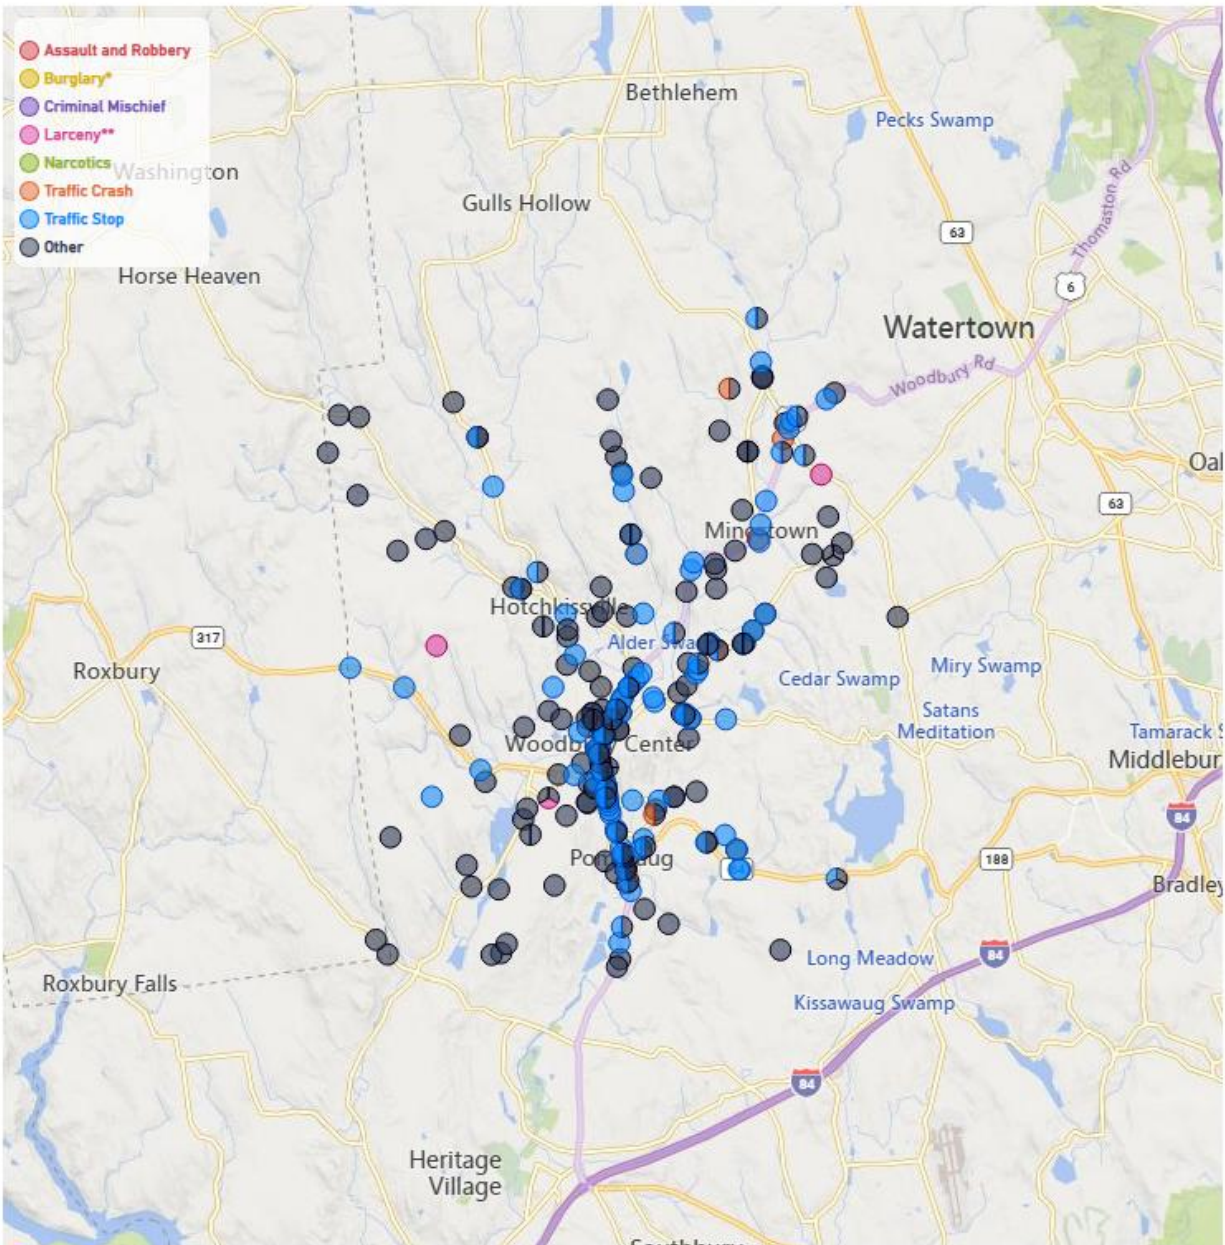 Assault and Robbery
Burglary*
Criminal Mischief
Larceny**
Narcotics
Traffic Crash
Traffic Stop
Other
Bethlehem
Pecks Swamp
Washington
Gulls Hollow
63
Thomaston Rd
Horse Heaven
6
Watertown
Woodbury Rd
Oal
63
Hotchkissville
317
Alder Swa
Roxbury
Cedar Swamp
Miry Swamp
Satans
Meditation
Tamarack S
Center
Middlebur
84
188
Bradley
84
Long Meadow
Roxbury Falls
Kissawaug Swamp
84
Heritage
Village